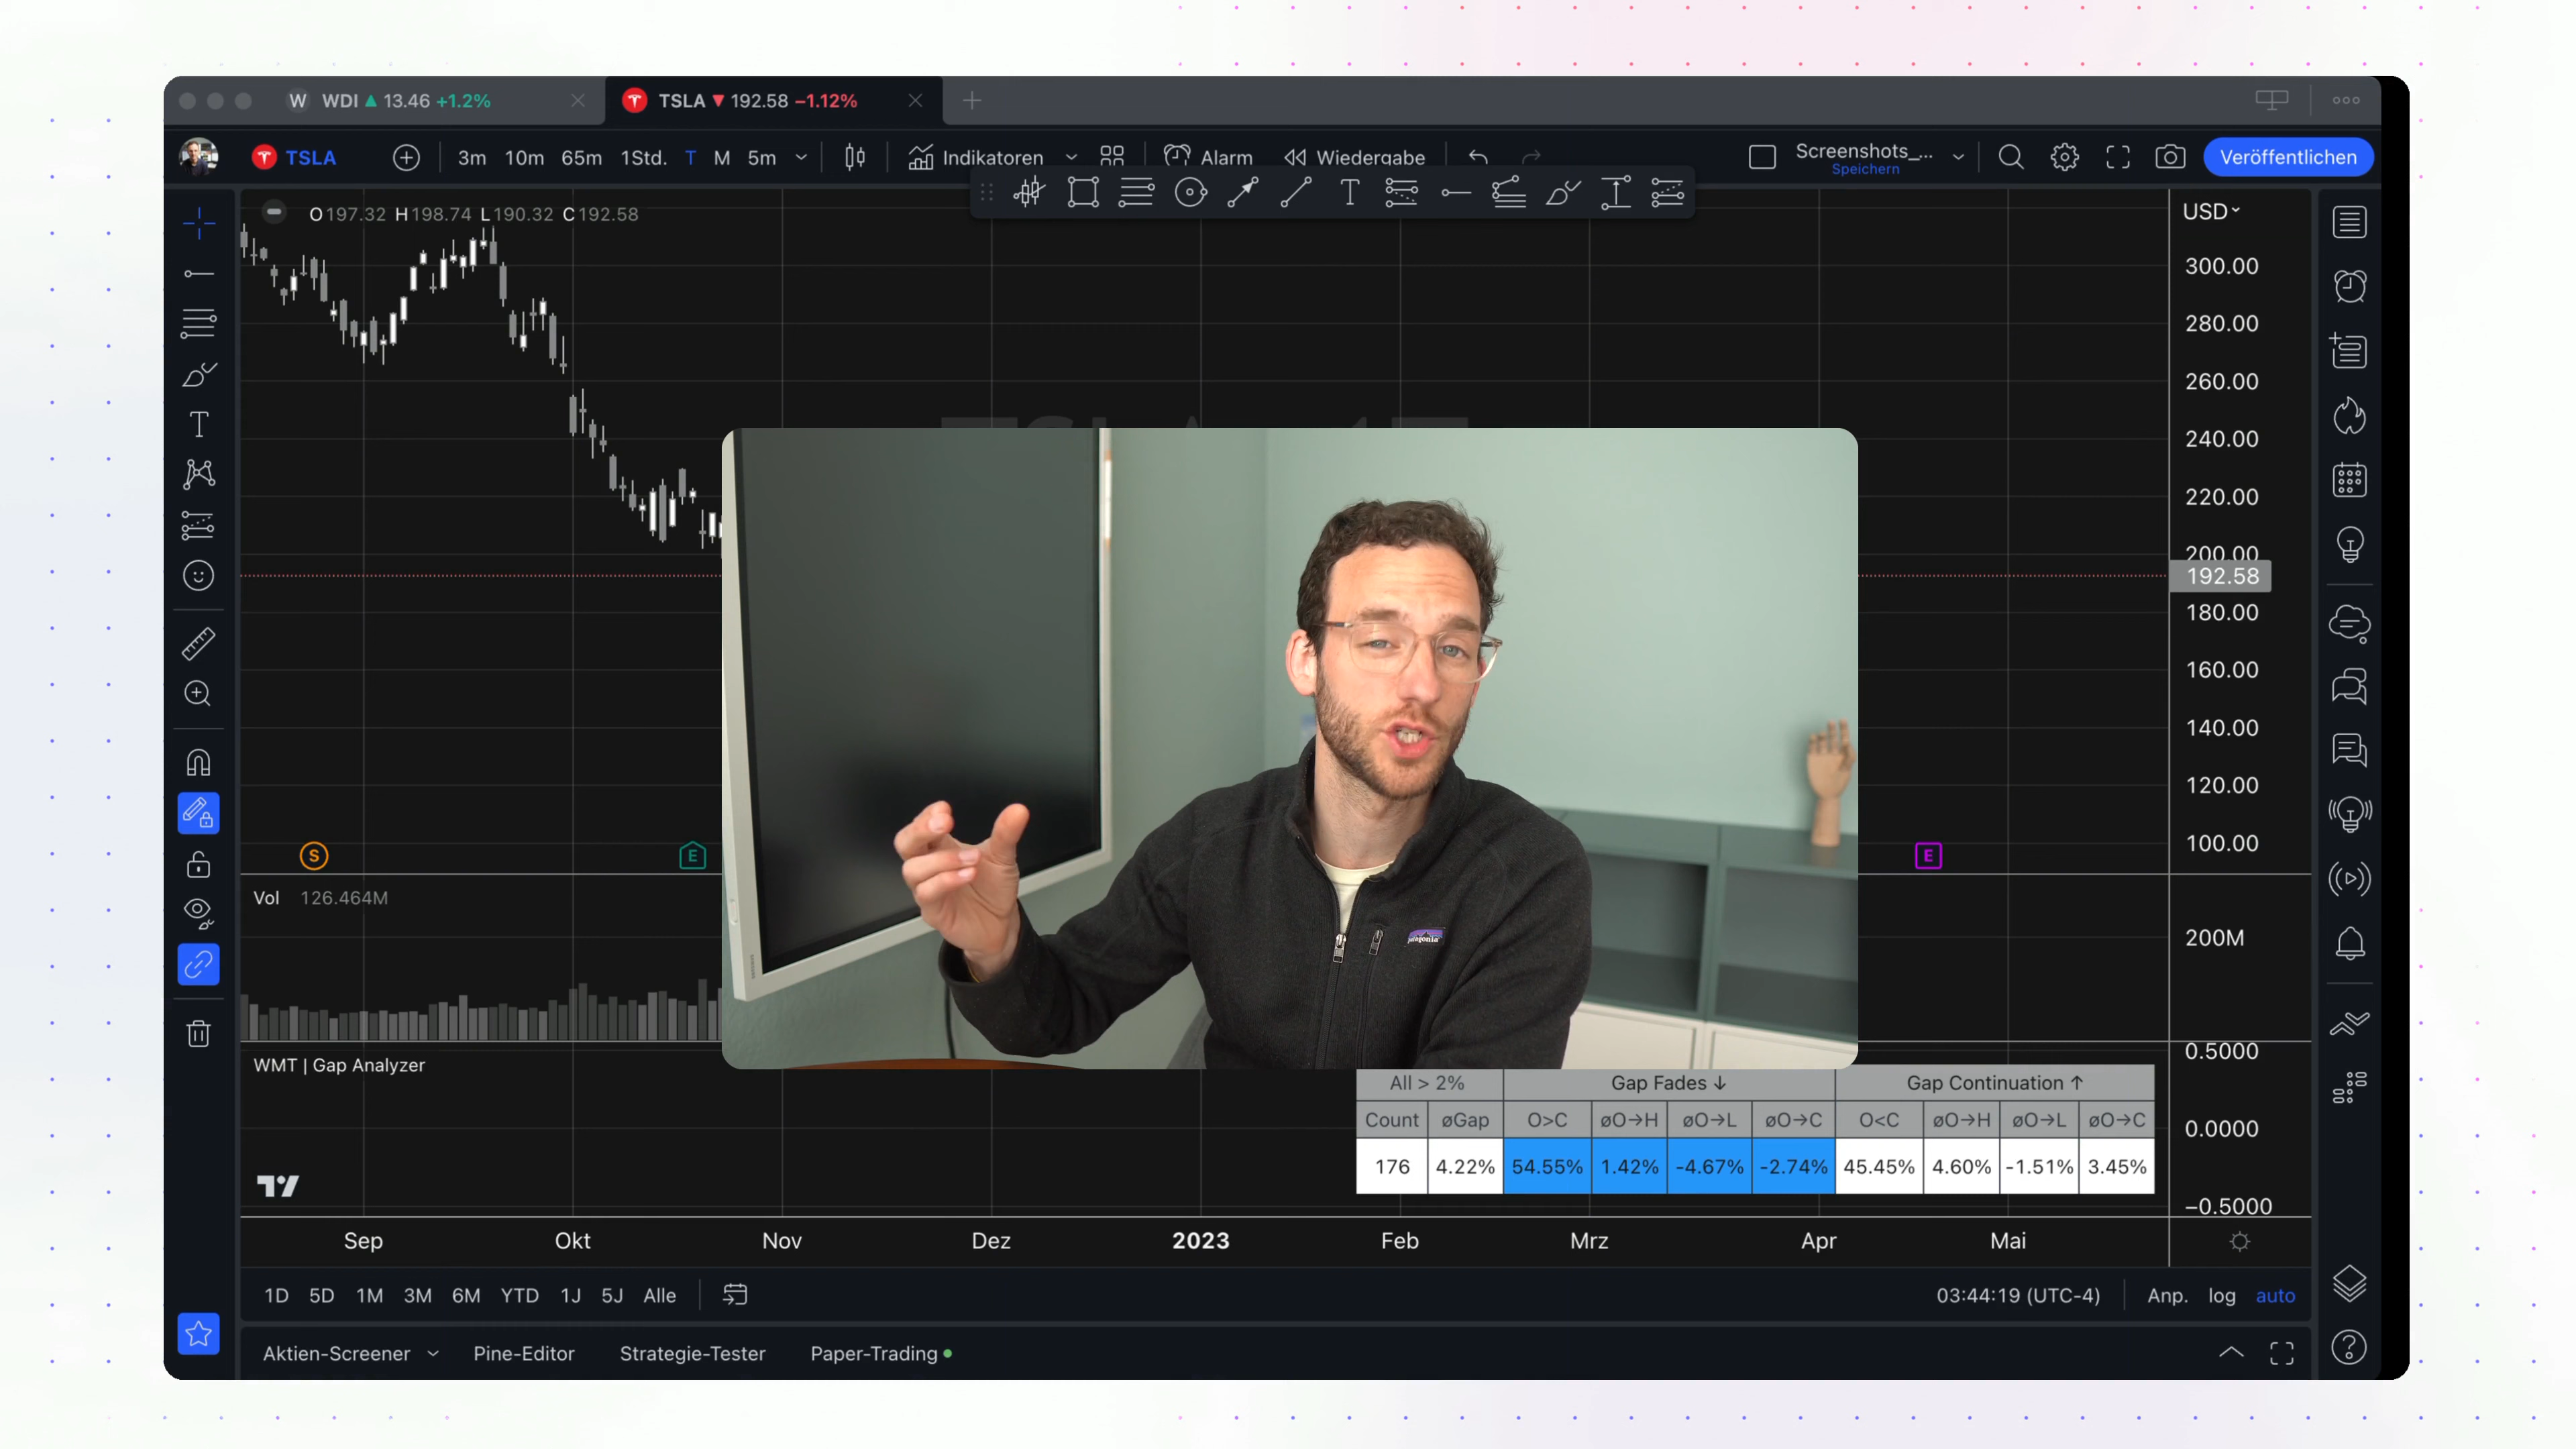 W WDI ▲ 13.46 +1.2%
TSLA ▼ 192.58 −1.12%
TSLA
3m 10m 65m 1Std. T M 5m
Indikatoren
Alarm
Wiedergabe
Screenshots_...
Speichern
Veröffentlichen
O197.32 H198.74 L190.32 C192.58
USD
300.00
280.00
260.00
240.00
220.00
200.00
192.58
180.00
160.00
140.00
120.00
100.00
S
E
E
patagonia
Vol 126.464M
200M
WMT | Gap Analyzer
0.5000
0.0000
−0.5000
All > 2% Gap Fades ↓ Gap Continuation ↑
Count øGap O>C øO→H øO→L øO→C O<C øO→H øO→L øO→C
176 4.22% 54.55% 1.42% -4.67% -2.74% 45.45% 4.60% -1.51% 3.45%
Sep Okt Nov Dez 2023 Feb Mrz Apr Mai
1D 5D 1M 3M 6M YTD 1J 5J Alle
03:44:19 (UTC-4) Anp. log auto
Aktien-Screener Pine-Editor Strategie-Tester Paper-Trading